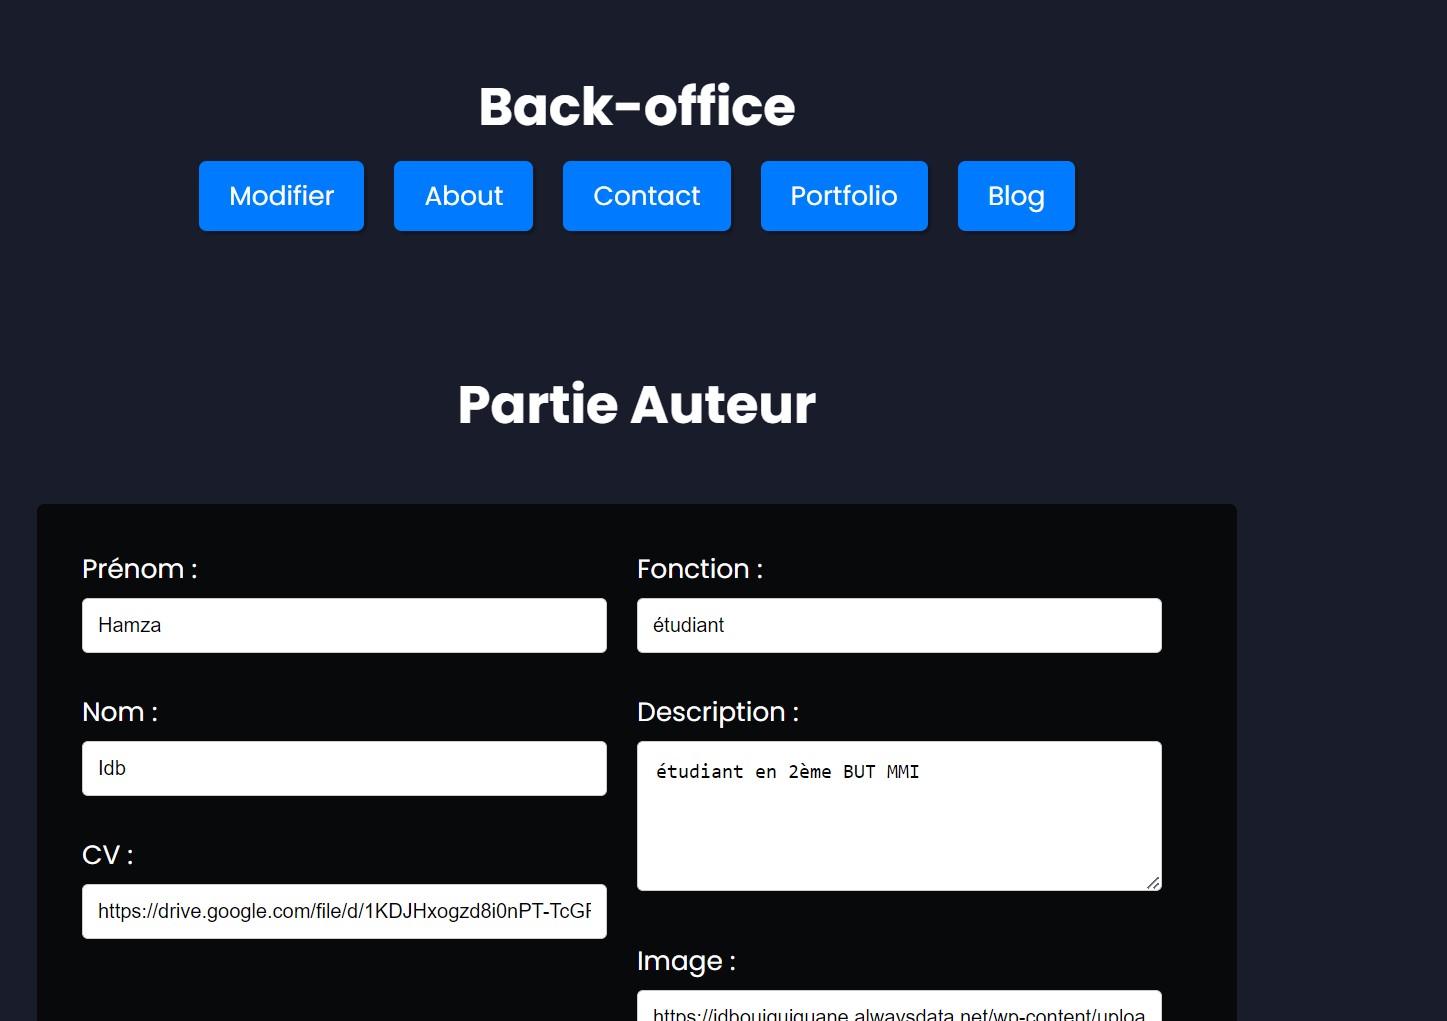 Back-office
Modifier About Contact Portfolio Blog
Partie Auteur
Prénom :
Hamza
Nom :
Idb
CV :
https://drive.google.com/file/d/1KDJHxogzd8i0nPT-TcGF
Fonction :
étudiant
Description :
étudiant en 2ème BUT MMI
Image :
https://idbouiguiguane.alwaysdata.net/wp-content/uploa